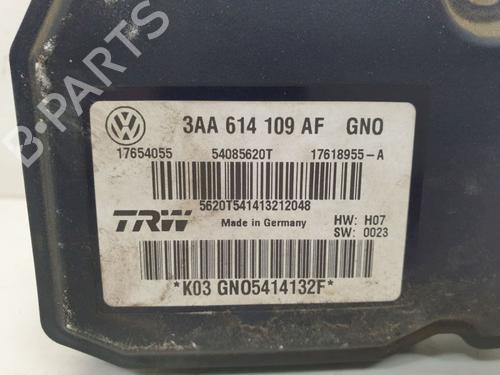 3AA 614 109 AF GNO
17654055 54085620T 17618955-A
5620T541413212048
TRW Made in Germany HW: H07
SW: 0023
*K03 GNO5414132F*
B-PARTS